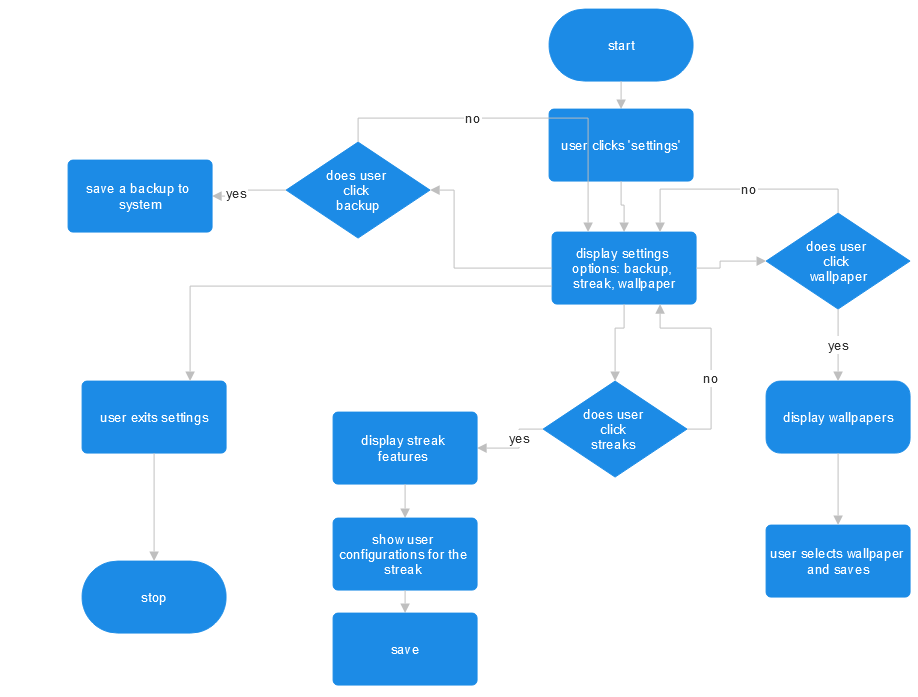 start
no
user clicks 'settings'
does user
click
backup
save a backup to
system
yes
no
does user
click
wallpaper
display settings
options: backup,
streak, wallpaper
yes
no
user exits settings
does user
click
streaks
display wallpapers
yes
display streak
features
show user
configurations for the
streak
user selects wallpaper
and saves
stop
save